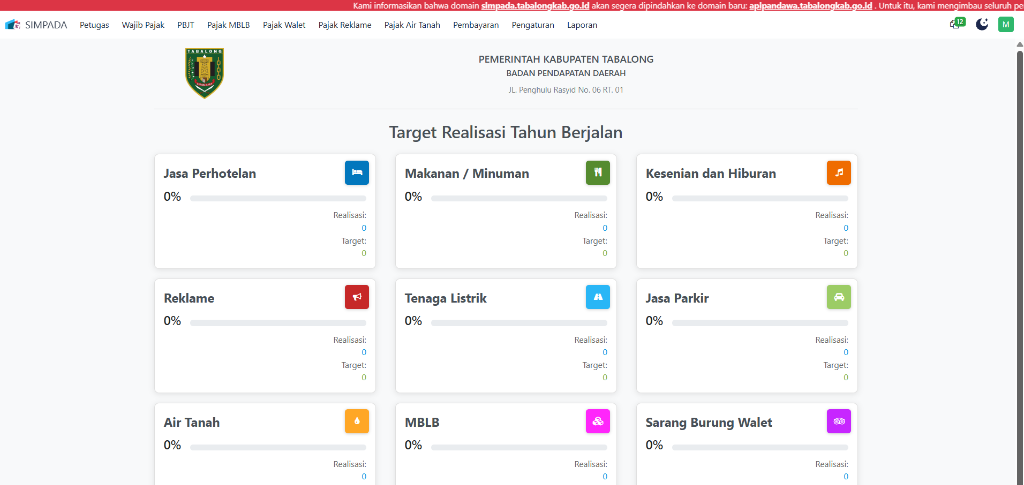 Kami informasikan bahwa domain simpada.tabalongkab.go.id akan segera dipindahkan ke domain baru: aplpandawa.tabalongkab.go.id . Untuk itu, kami mengimbau seluruh pe
SIMPADA Petugas Wajib Pajak PBJT Pajak MBLB Pajak Walet Pajak Reklame Pajak Air Tanah Pembayaran Pengaturan Laporan 12 M
TABALONG
PEMERINTAH KABUPATEN TABALONG
BADAN PENDAPATAN DAERAH
JL. Penghulu Rasyid No. 06 RT. 01
Target Realisasi Tahun Berjalan
Jasa Perhotelan
0%
Realisasi:
0
Target:
0
Makanan / Minuman
0%
Realisasi:
0
Target:
0
Kesenian dan Hiburan
0%
Realisasi:
0
Target:
0
Reklame
0%
Realisasi:
0
Target:
0
Tenaga Listrik
0%
Realisasi:
0
Target:
0
Jasa Parkir
0%
Realisasi:
0
Target:
0
Air Tanah
0%
Realisasi:
0
MBLB
0%
Realisasi:
0
Sarang Burung Walet
0%
Realisasi:
0